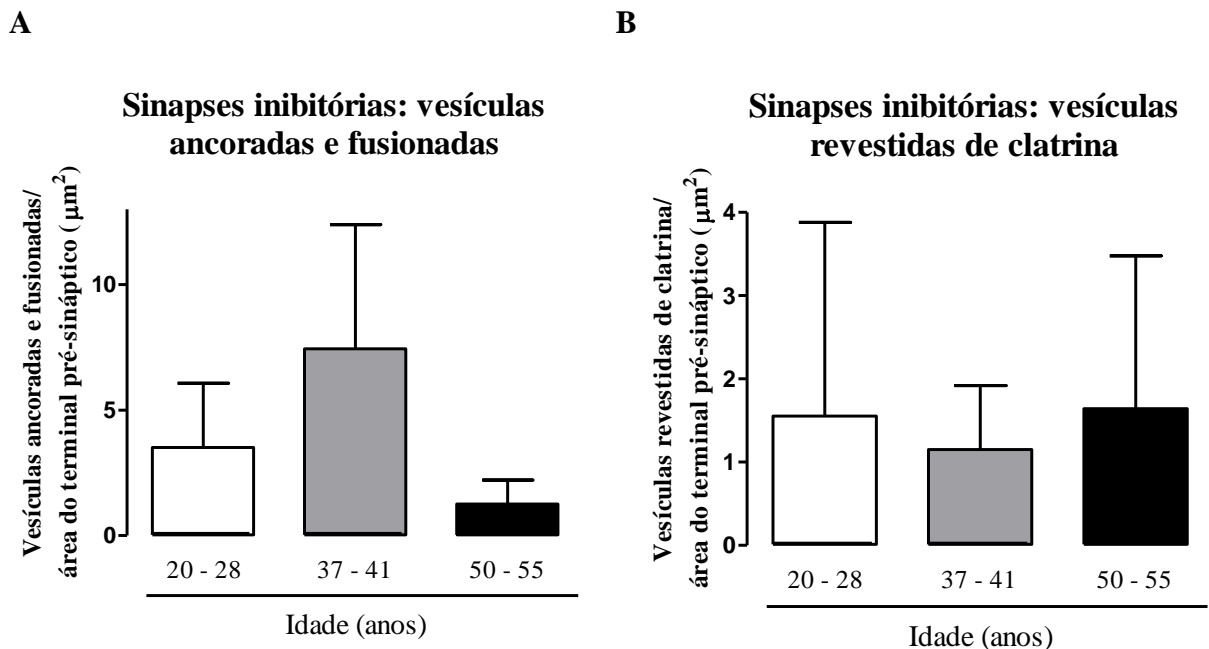 A
Sinapses inibitórias: vesículas
ancoradas e fusionadas
Vesículas ancoradas e fusionadas/
área do terminal pré-sináptico (µm²)
10
5
0
20 - 28
37 - 41
50 - 55
Idade (anos)
B
Sinapses inibitórias: vesículas
revestidas de clatrina
Vesículas revestidas de clatrina/
área do terminal pré-sináptico (µm²)
4
3
2
1
0
20 - 28
37 - 41
50 - 55
Idade (anos)